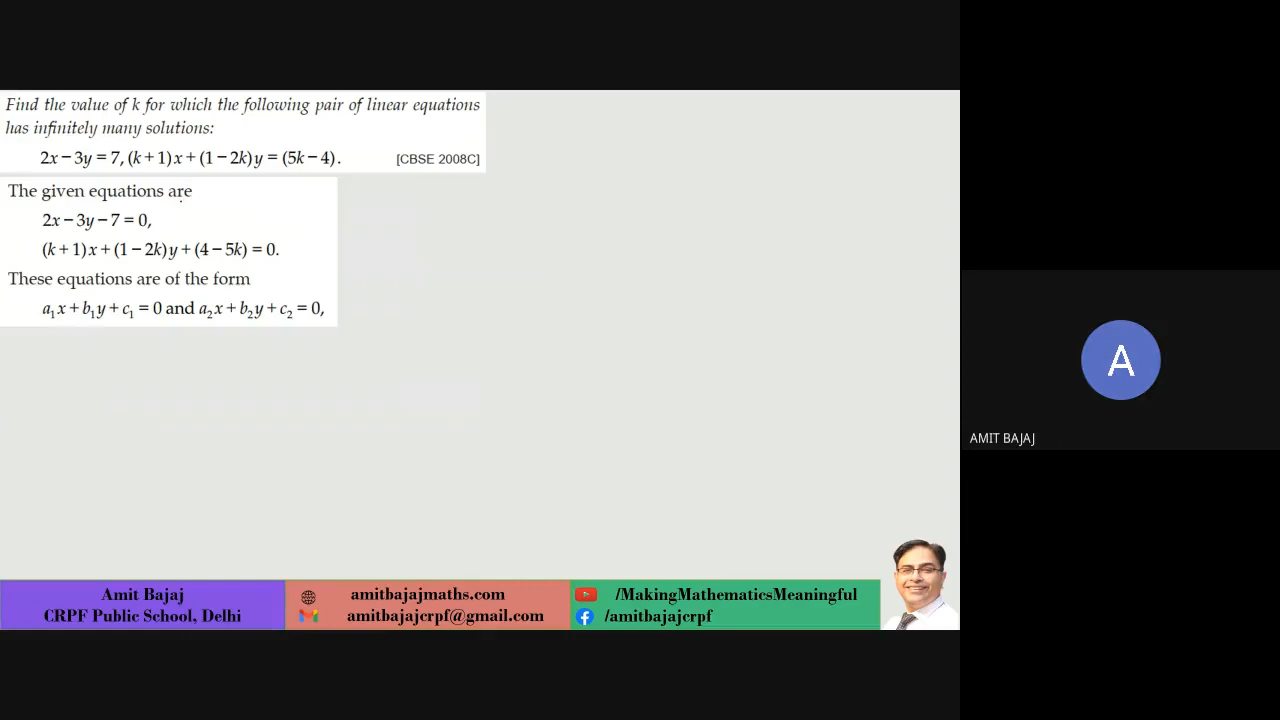 Find the value of k for which the following pair of linear equations
has infinitely many solutions:
2x − 3y = 7, (k + 1)x + (1 − 2k)y = (5k − 4). [CBSE 2008C]
The given equations are
2x − 3y − 7 = 0,
(k + 1)x + (1 − 2k)y + (4 − 5k) = 0.
These equations are of the form
a₁x + b₁y + c₁ = 0 and a₂x + b₂y + c₂ = 0,
A
AMIT BAJAJ
Amit Bajaj
CRPF Public School, Delhi
amitbajajmaths.com
amitbajajcrpf@gmail.com
/MakingMathematicsMeaningful
/amitbajajcrpf